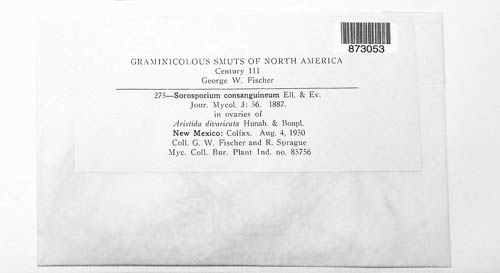 873053
GRAMINICOLOUS SMUTS OF NORTH AMERICA
Century III
George W. Fischer
275—Sorosporium consanguineum Ell. & Ev.
Jour. Mycol. 3: 56. 1887.
in ovaries of
Aristida divaricata Humb. & Bonpl.
New Mexico: Colfax. Aug. 4, 1950
Coll. G. W. Fischer and R. Sprague
Myc. Coll. Bur. Plant Ind. no. 85756